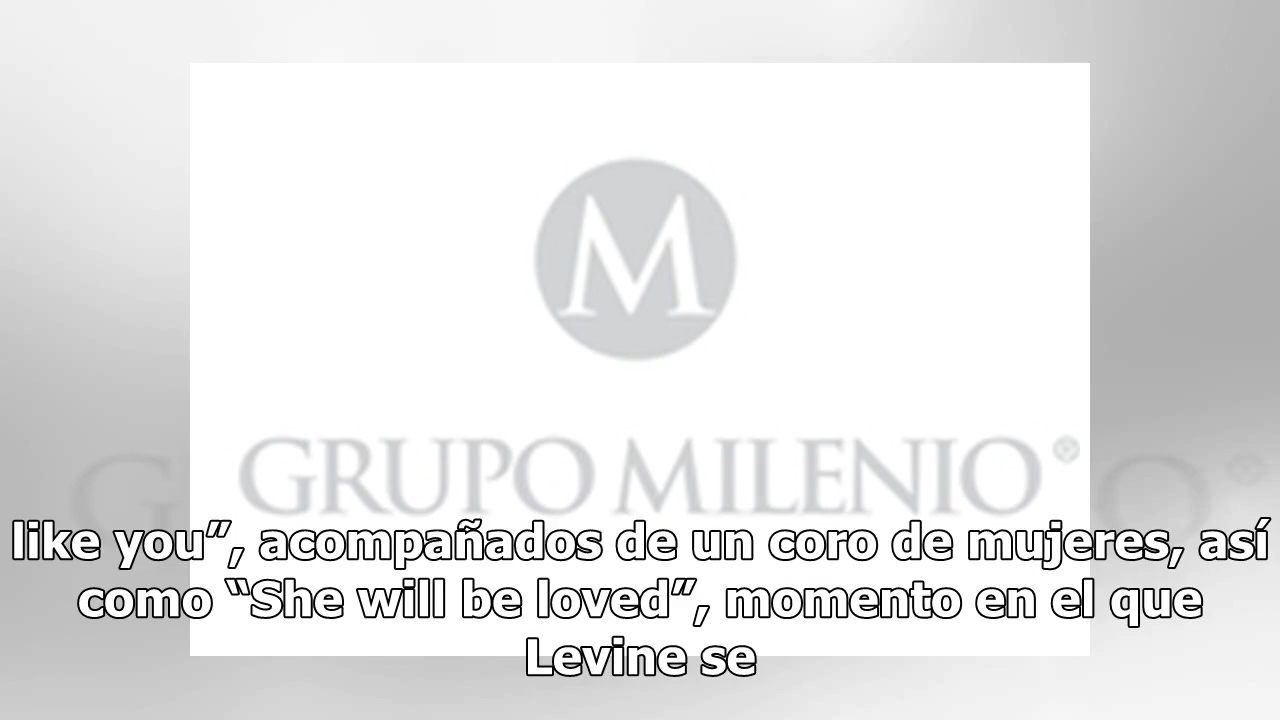 M
GRUPO MILENIO®
like you”, acompañados de un coro de mujeres, así
como “She will be loved”, momento en el que
Levine se